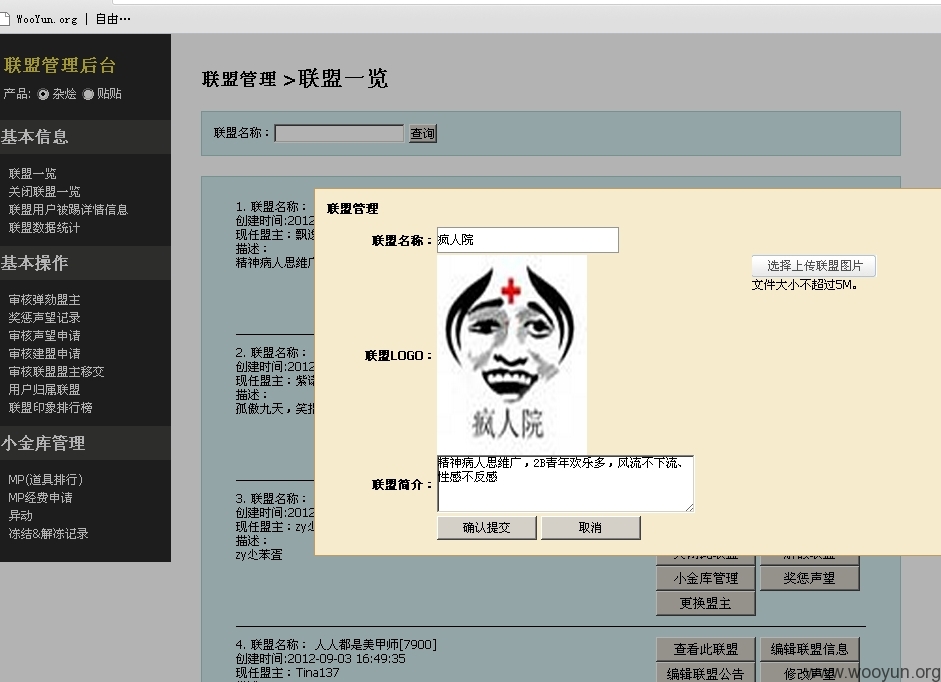 WooYun.org | 自由…
联盟管理后台
产品: 杂烩 贴贴
基本信息
联盟一览
关闭联盟一览
联盟用户被踢详情信息
联盟数据统计
基本操作
审核弹劾盟主
奖惩声望记录
审核声望申请
审核建盟申请
审核联盟盟主移交
用户归属联盟
联盟印象排行榜
小金库管理
MP(道具排行)
MP经费申请
异动
冻结&解冻记录
联盟管理 >联盟一览
联盟名称： 查询
1. 联盟名称：
创建时间:2012
现任盟主：飘逸
描述：
精神病人思维广
2. 联盟名称：
创建时间:2012
现任盟主：紫
描述：
孤傲九天，笑
3. 联盟名称：
创建时间:2012
现任盟主：zy尐
描述：
zy尐苯蛋
联盟管理
联盟名称： 疯人院
选择上传联盟图片
文件大小不超过5M。
联盟LOGO：
疯人院
联盟简介： 精神病人思维广，2B青年欢乐多，风流不下流、
性感不反感
确认提交 取消
关闭此联盟 解散联盟
小金库管理 奖惩声望
更换盟主
4. 联盟名称： 人人都是美甲师[7900]
创建时间:2012-09-03 16:49:35
现任盟主：Tina137
查看此联盟 编辑联盟信息
编辑联盟公告 修改声望
www.wooyun.org